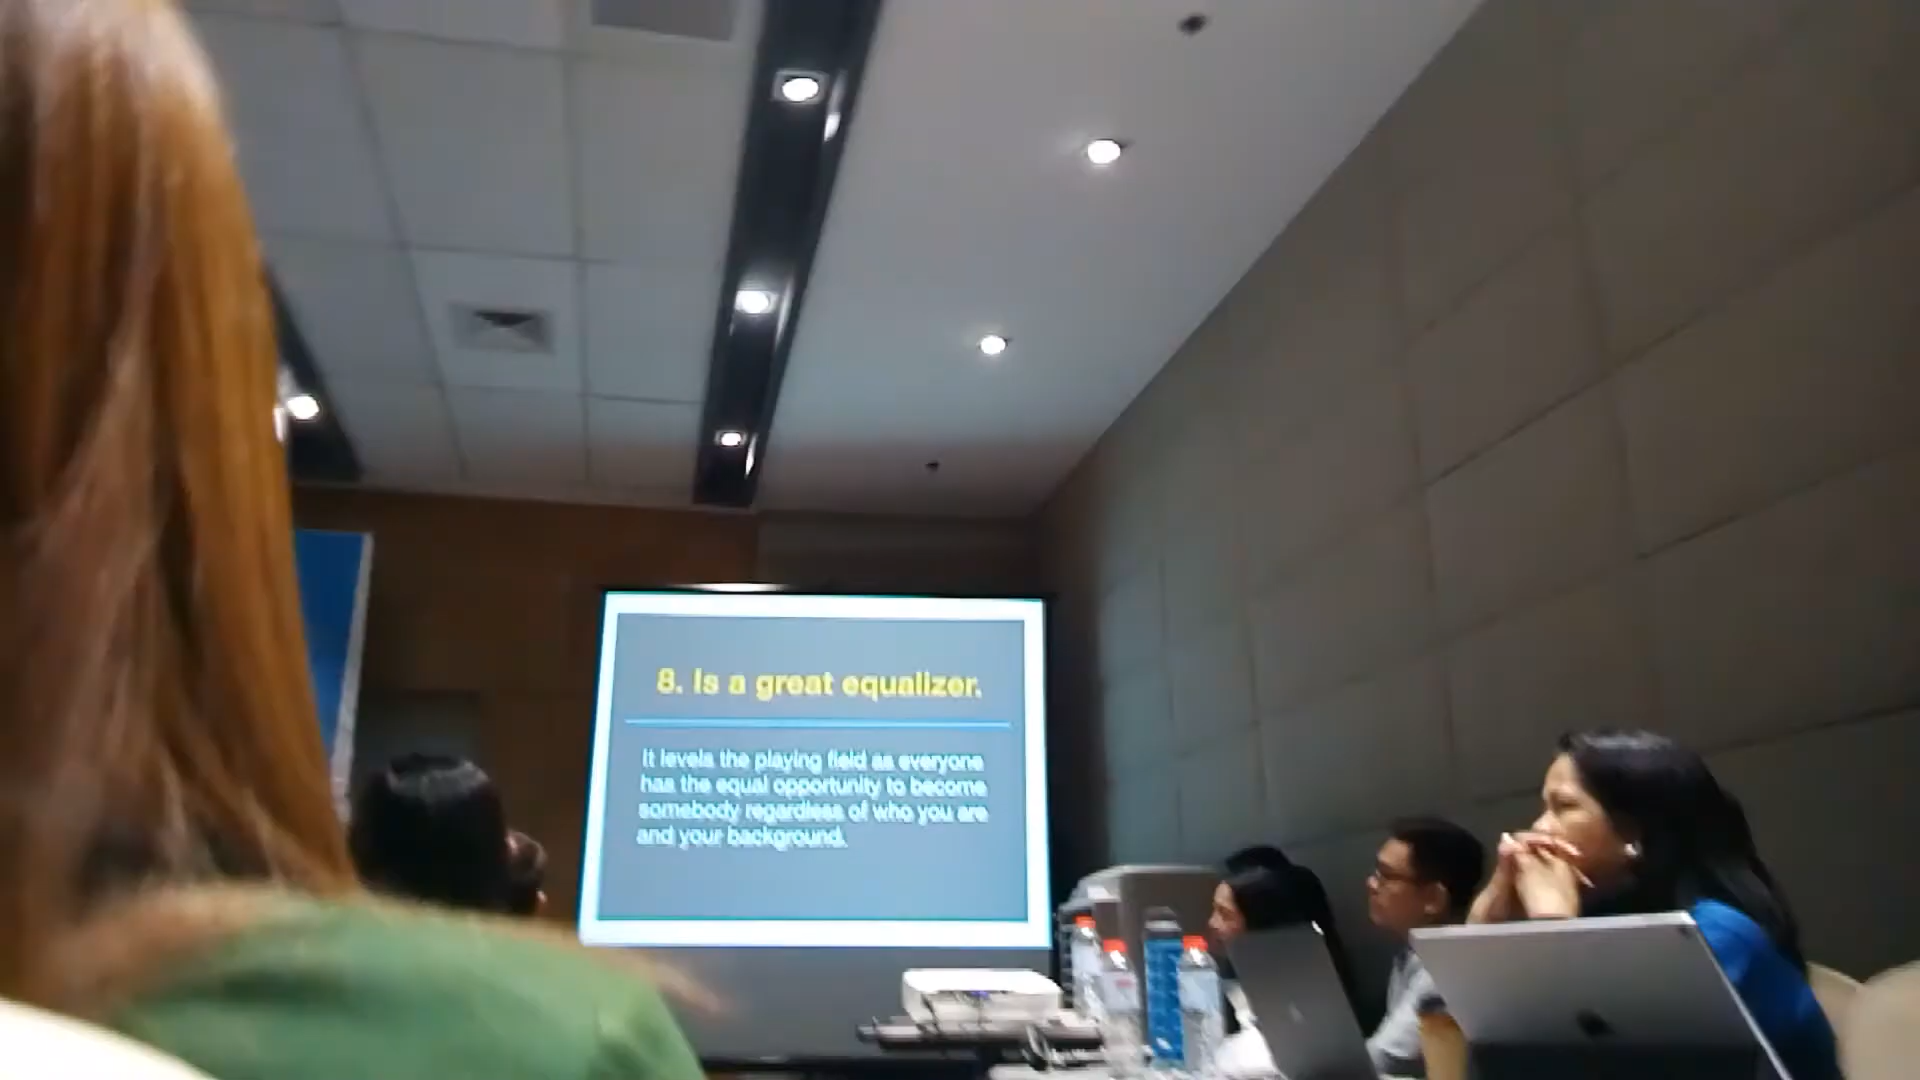 8. Is a great equalizer.
It levels the playing field as everyone
has the equal opportunity to become
somebody regardless of who you are
and your background.